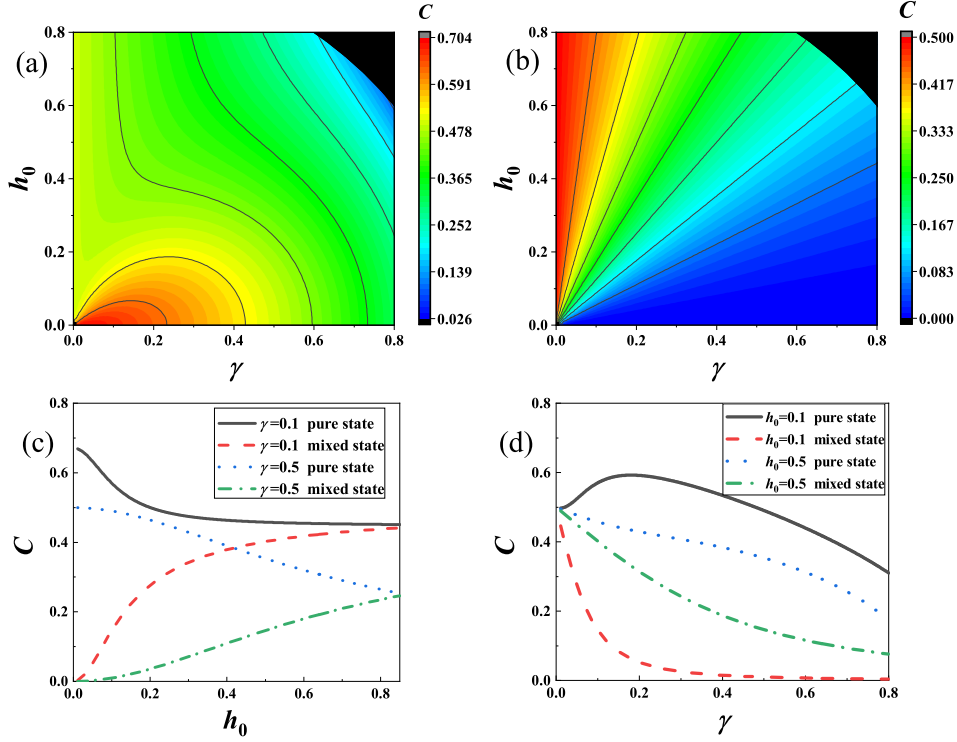 (a)
C
0.8
0.6
0.4
0.2
0.0
h₀
0.0 0.2 0.4 0.6 0.8
γ
0.704
0.591
0.478
0.365
0.252
0.139
0.026
(b)
C
0.8
0.6
0.4
0.2
0.0
h₀
0.0 0.2 0.4 0.6 0.8
γ
0.500
0.417
0.333
0.250
0.167
0.083
0.000
(c)
0.8
0.6
0.4
0.2
0.0
C
γ=0.1 pure state
γ=0.1 mixed state
γ=0.5 pure state
γ=0.5 mixed state
0.0 0.2 0.4 0.6 0.8
h₀
(d)
0.8
0.6
0.4
0.2
0.0
C
h₀=0.1 pure state
h₀=0.1 mixed state
h₀=0.5 pure state
h₀=0.5 mixed state
0.0 0.2 0.4 0.6 0.8
γ